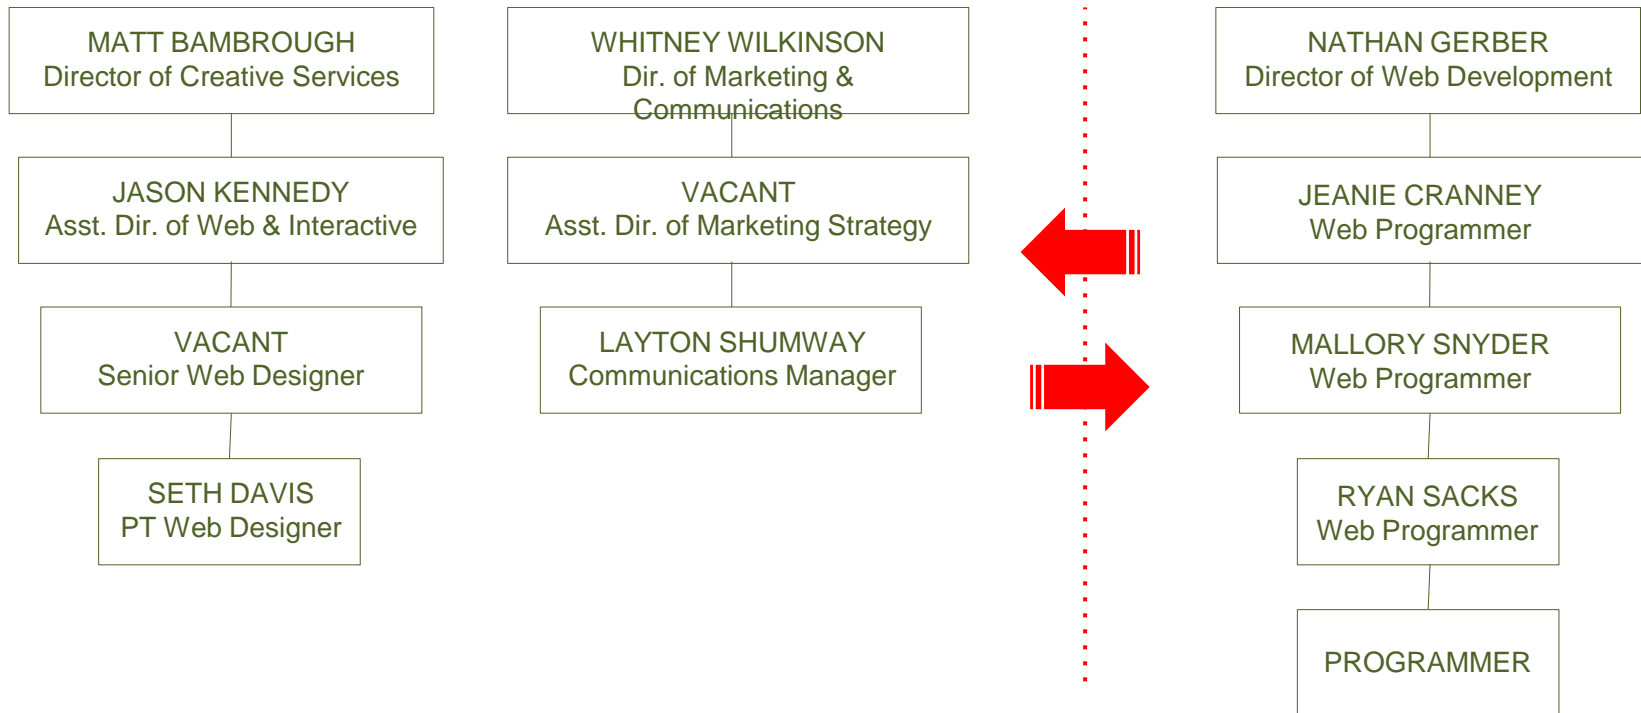 MATT BAMBROUGH
Director of Creative Services
JASON KENNEDY
Asst. Dir. of Web & Interactive
VACANT
Senior Web Designer
SETH DAVIS
PT Web Designer
WHITNEY WILKINSON
Dir. of Marketing &
Communications
VACANT
Asst. Dir. of Marketing Strategy
LAYTON SHUMWAY
Communications Manager
NATHAN GERBER
Director of Web Development
JEANIE CRANNEY
Web Programmer
MALLORY SNYDER
Web Programmer
RYAN SACKS
Web Programmer
PROGRAMMER